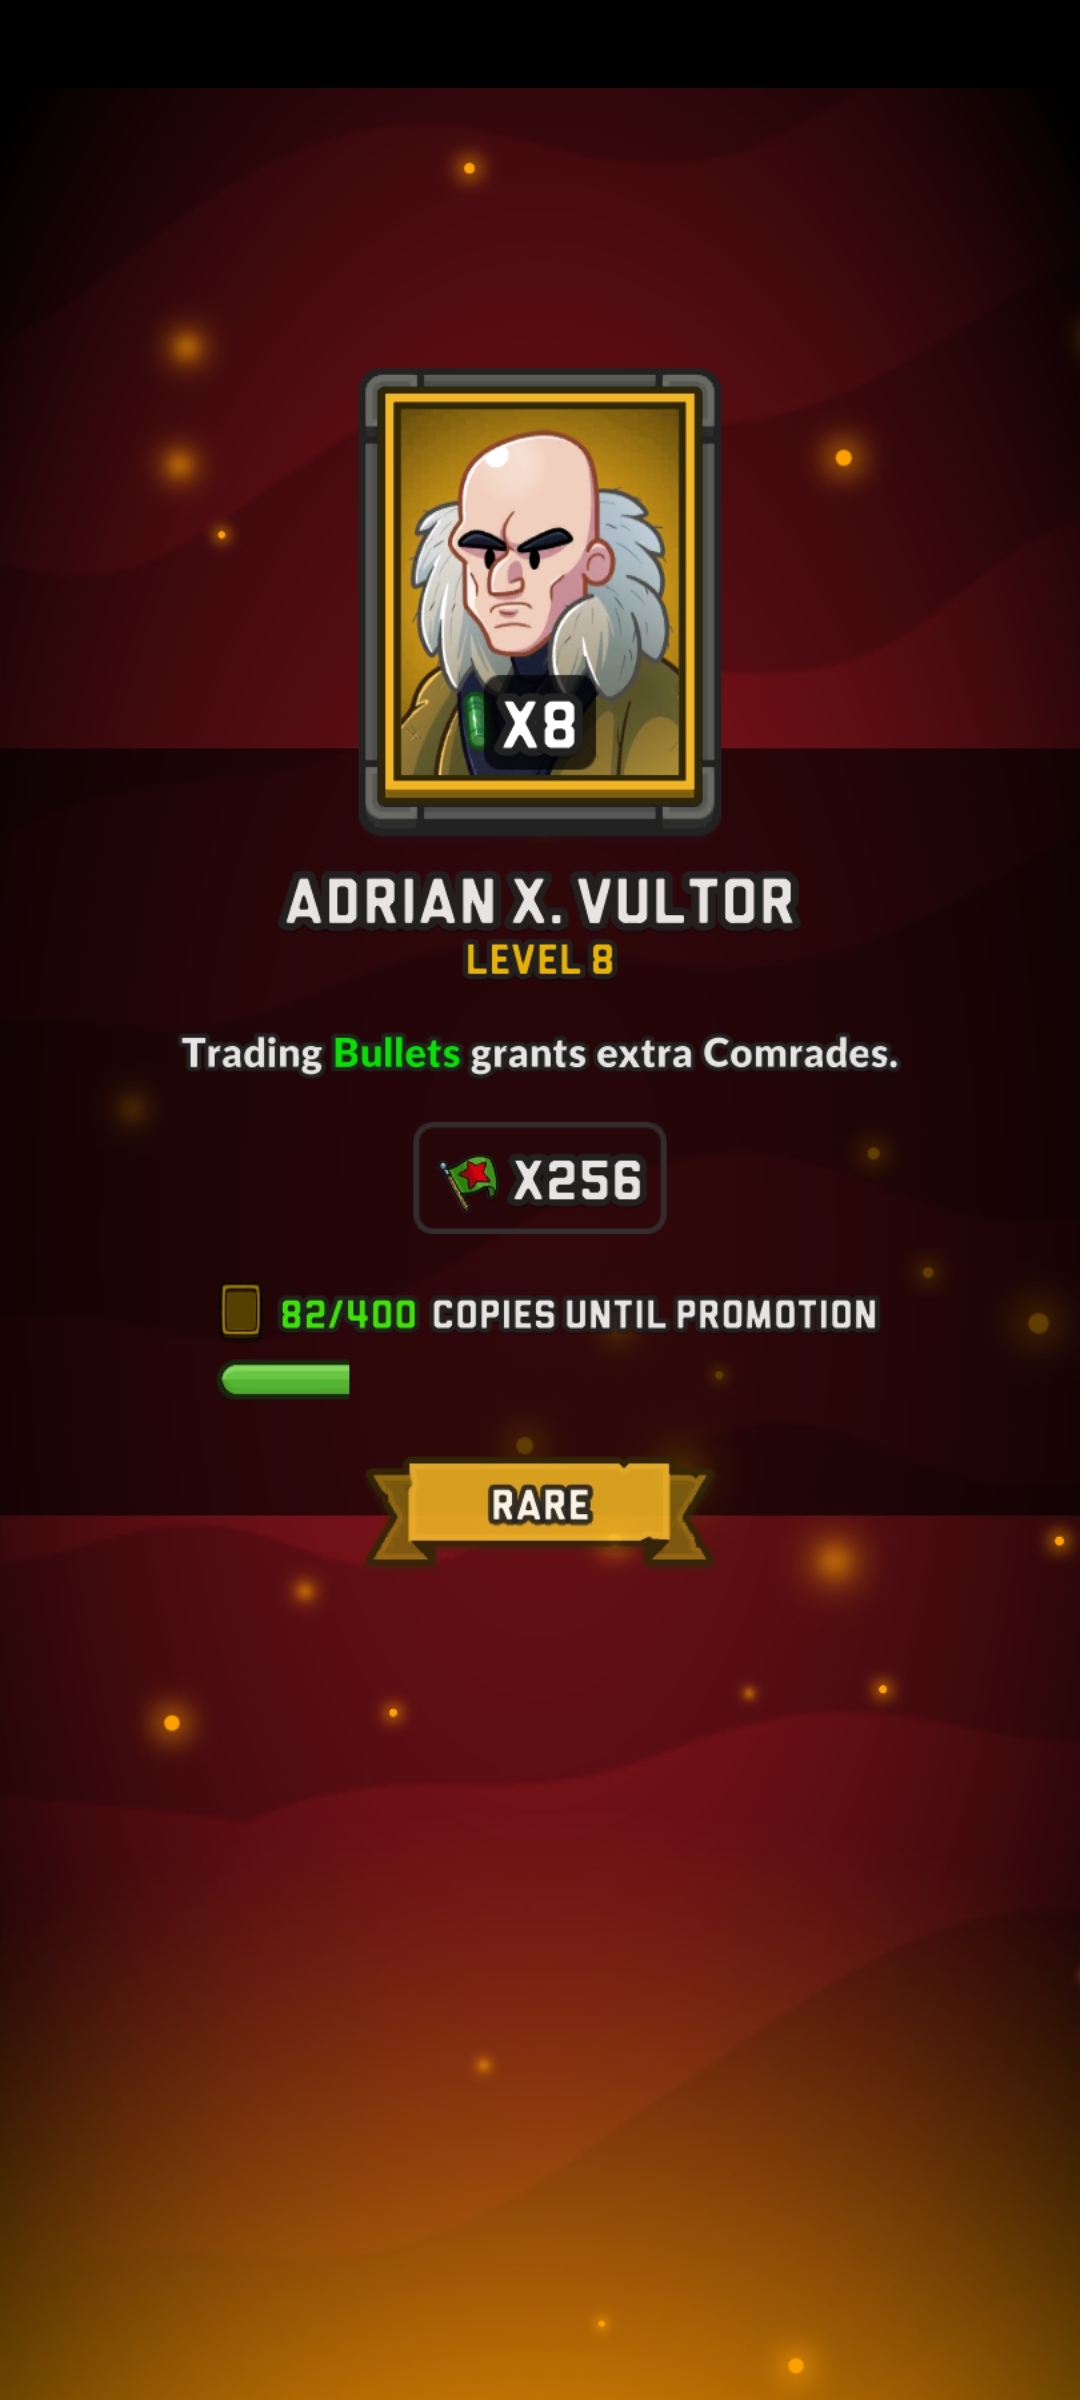 X8
ADRIAN X. VULTOR
LEVEL 8
Trading Bullets grants extra Comrades.
X256
82/400 COPIES UNTIL PROMOTION
RARE